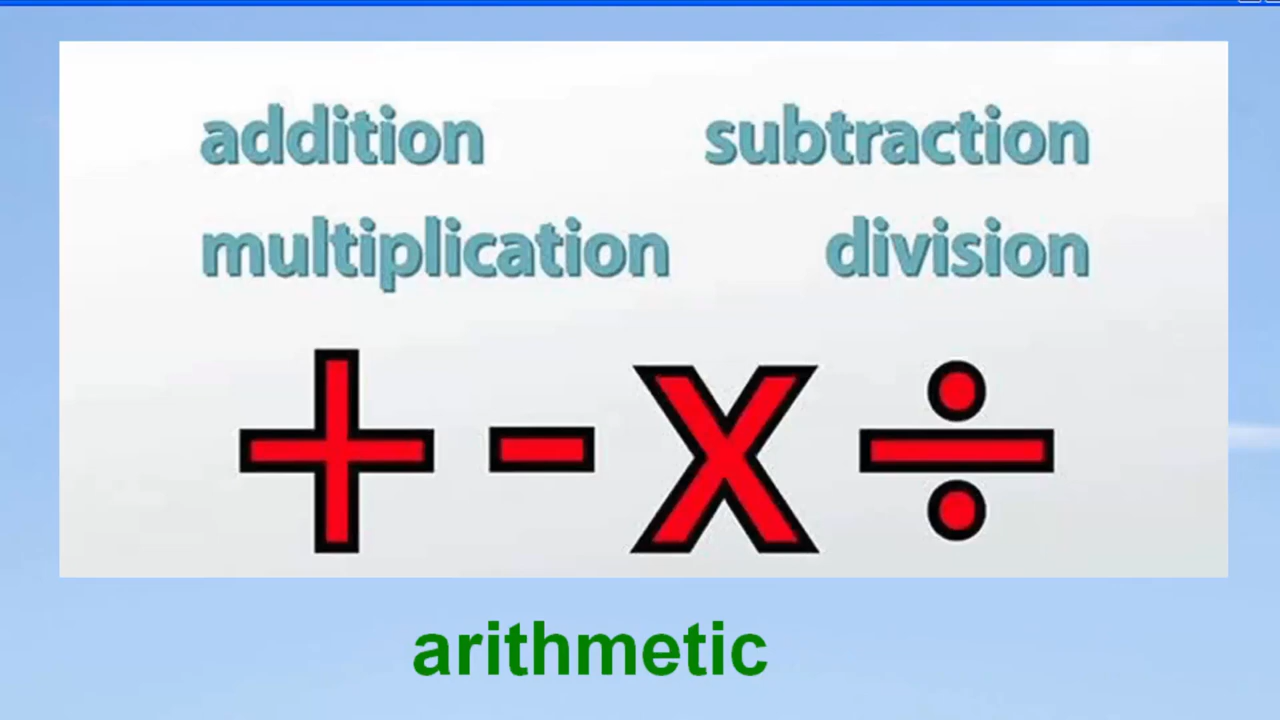 addition subtraction
multiplication division
+ - x ÷
arithmetic